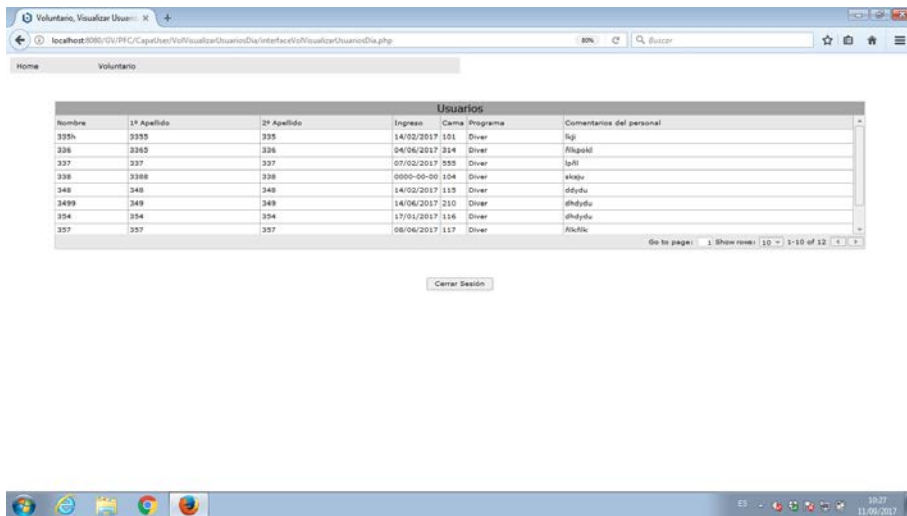 Voluntario, Visualizar Usuari
localhost:8080/GV/PFC/CapaUser/VolVisualizarUsuariosDia/interfaceVolVisualizarUsuariosDia.php 80% Buscar
Home Voluntario
Usuarios
Nombre 1º Apellido 2º Apellido Ingreso Cama Programa Comentarios del personal
335h 3355 335 14/02/2017 101 Diver
336 3365 336 04/06/2017 314 Diver ñlkpokl
337 337 337 07/02/2017 555 Diver lpñl
338 3388 338 0000-00-00 104 Diver
348 348 348 14/02/2017 115 Diver ddydu
3499 349 349 14/06/2017 210 Diver dhdydu
354 354 354 17/01/2017 116 Diver dhdydu
357 357 357 08/06/2017 117 Diver ñlkñlk
Go to page: 1 Show rows: 10 1-10 of 12
Cerrar Sesión
ES 10:27
11/09/2017